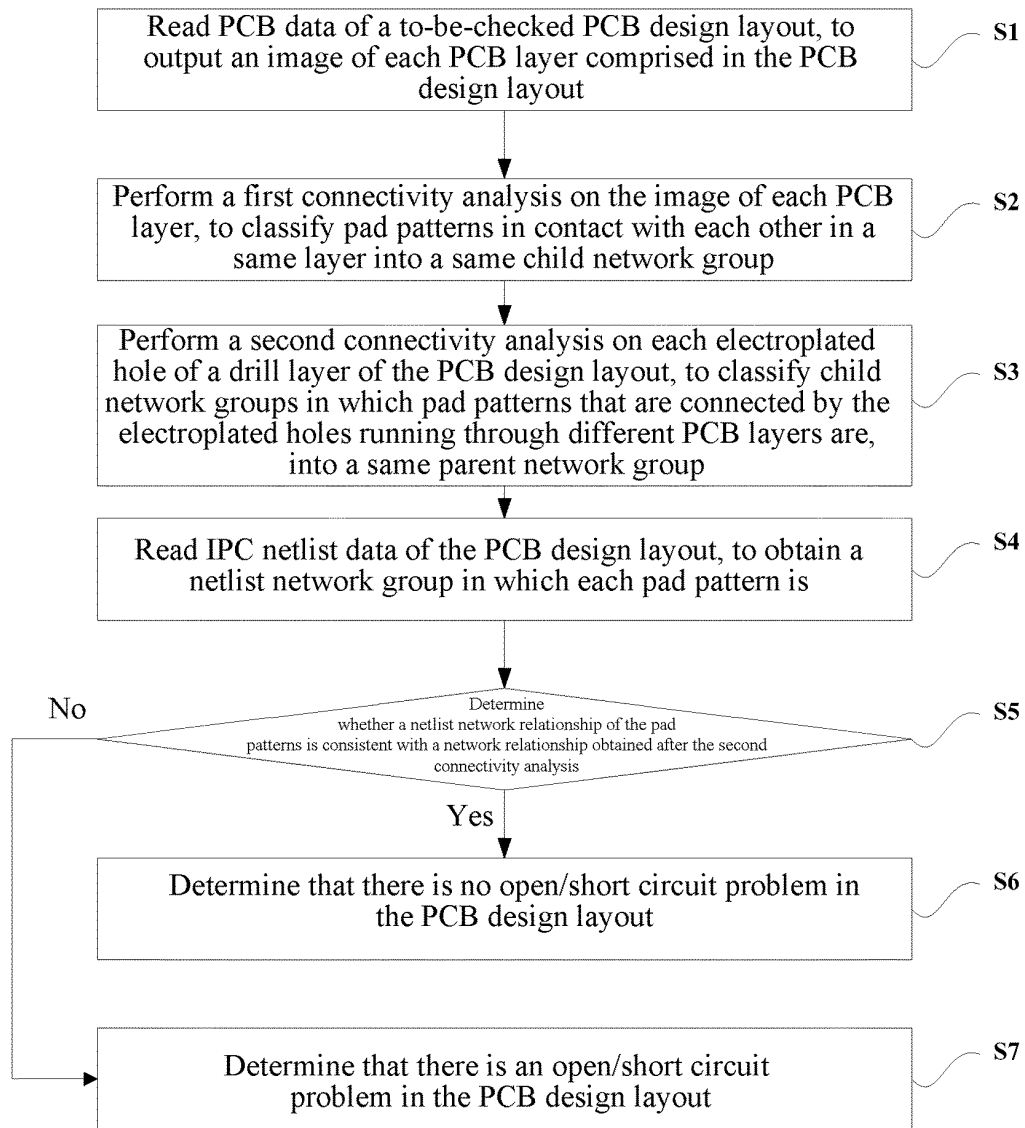 Read PCB data of a to-be-checked PCB design layout, to
output an image of each PCB layer comprised in the PCB
design layout
S1
Perform a first connectivity analysis on the image of each PCB
layer, to classify pad patterns in contact with each other in a
same layer into a same child network group
S2
Perform a second connectivity analysis on each electroplated
hole of a drill layer of the PCB design layout, to classify child
network groups in which pad patterns that are connected by the
electroplated holes running through different PCB layers are,
into a same parent network group
S3
Read IPC netlist data of the PCB design layout, to obtain a
netlist network group in which each pad pattern is
S4
No
Determine
whether a netlist network relationship of the pad
patterns is consistent with a network relationship obtained after the second
connectivity analysis
S5
Yes
Determine that there is no open/short circuit problem in
the PCB design layout
S6
Determine that there is an open/short circuit
problem in the PCB design layout
S7